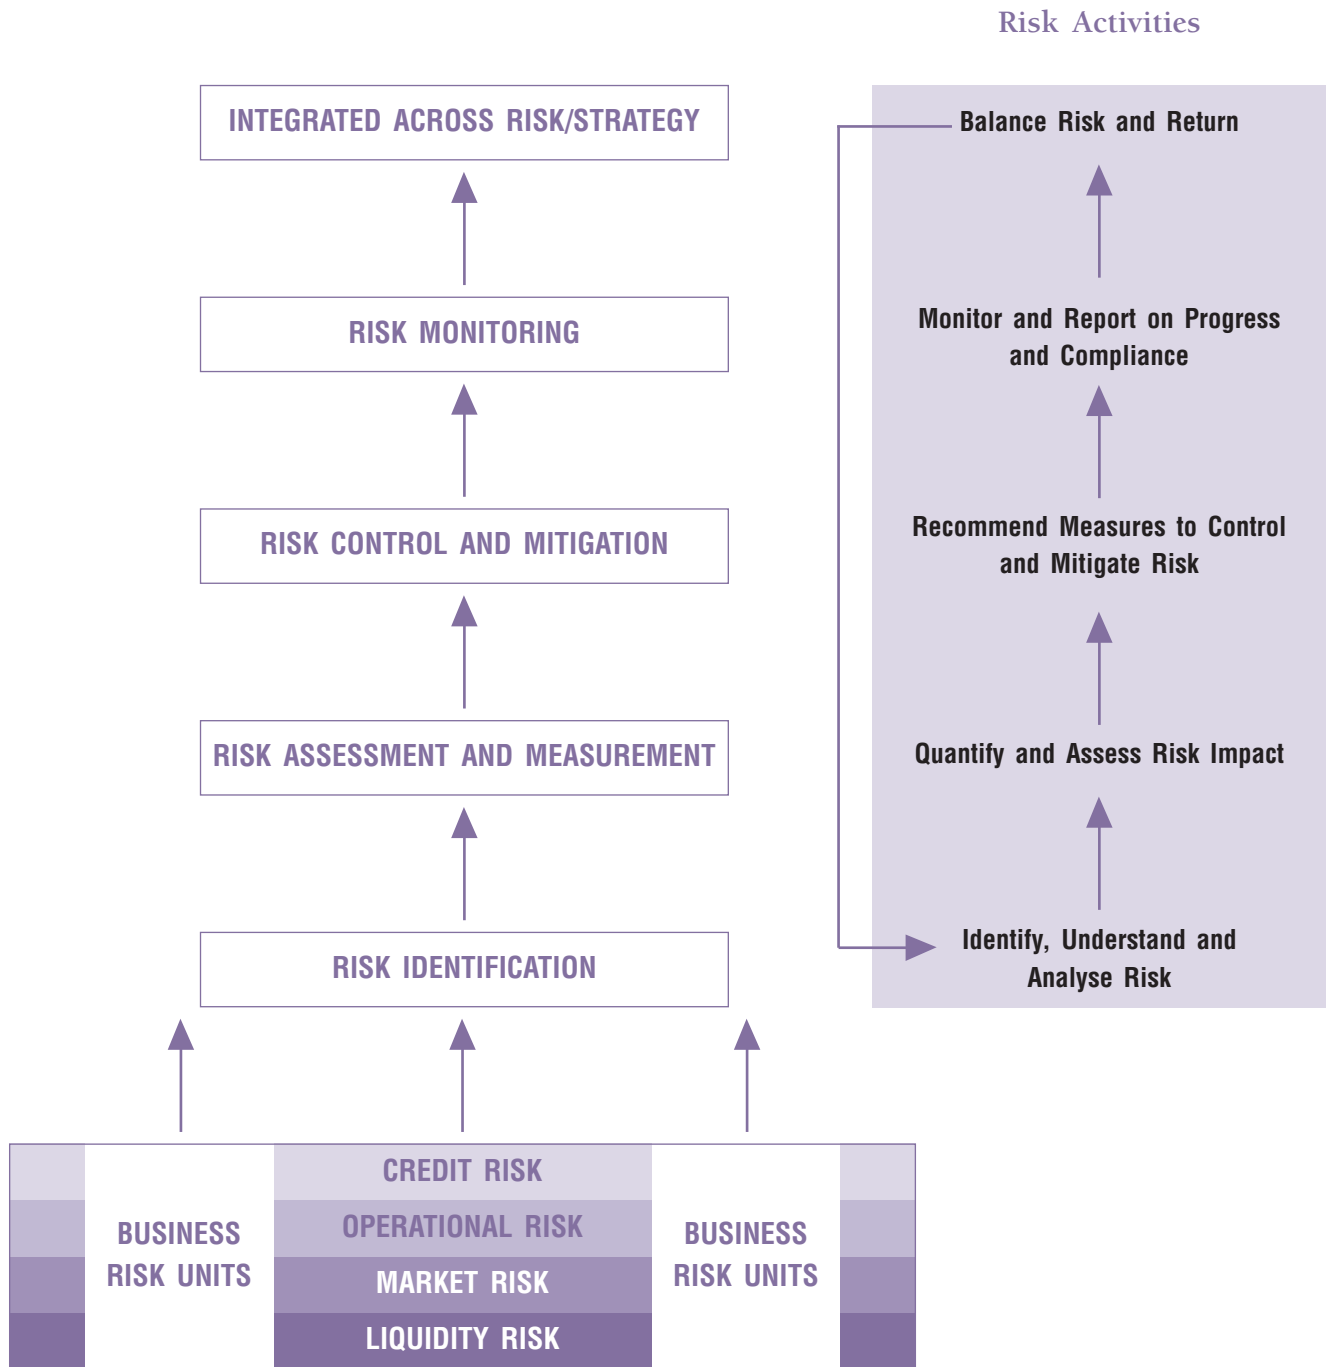 Risk Activities
INTEGRATED ACROSS RISK/STRATEGY
RISK MONITORING
RISK CONTROL AND MITIGATION
RISK ASSESSMENT AND MEASUREMENT
RISK IDENTIFICATION
Balance Risk and Return
Monitor and Report on Progress
and Compliance
Recommend Measures to Control
and Mitigate Risk
Quantify and Assess Risk Impact
Identify, Understand and
Analyse Risk
BUSINESS
RISK UNITS
CREDIT RISK
OPERATIONAL RISK
MARKET RISK
LIQUIDITY RISK
BUSINESS
RISK UNITS